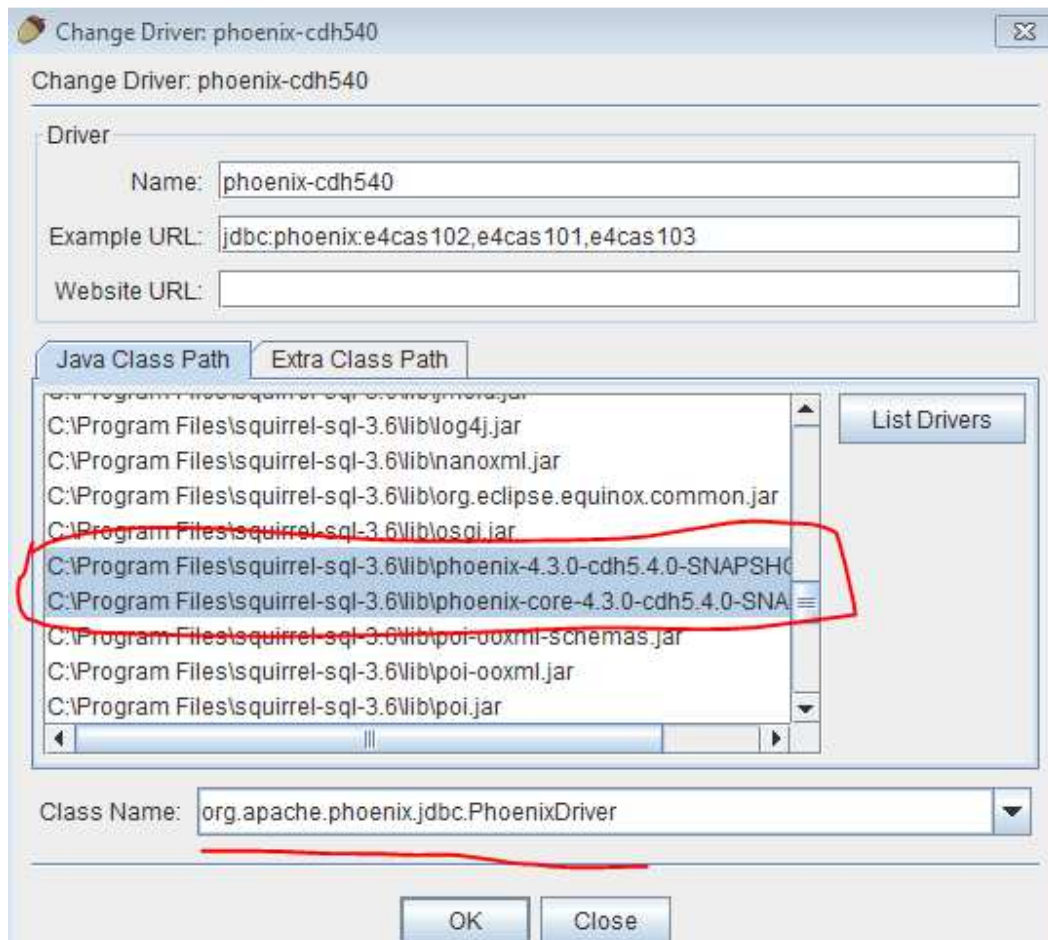 Change Driver: phoenix-cdh540
Change Driver: phoenix-cdh540
Driver
Name: phoenix-cdh540
Example URL: jdbc:phoenix:e4cas102,e4cas101,e4cas103
Website URL:
Java Class Path Extra Class Path
List Drivers
C:\Program Files\squirrel-sql-3.6\lib\log4j.jar
C:\Program Files\squirrel-sql-3.6\lib\nanoxml.jar
C:\Program Files\squirrel-sql-3.6\lib\org.eclipse.equinox.common.jar
C:\Program Files\squirrel-sql-3.6\lib\osgi.jar
C:\Program Files\squirrel-sql-3.6\lib\phoenix-4.3.0-cdh5.4.0-SNAPSHO
C:\Program Files\squirrel-sql-3.6\lib\phoenix-core-4.3.0-cdh5.4.0-SNA
C:\Program Files\squirrel-sql-3.6\lib\poi-ooxml-schemas.jar
C:\Program Files\squirrel-sql-3.6\lib\poi-ooxml.jar
C:\Program Files\squirrel-sql-3.6\lib\poi.jar
Class Name: org.apache.phoenix.jdbc.PhoenixDriver
OK Close